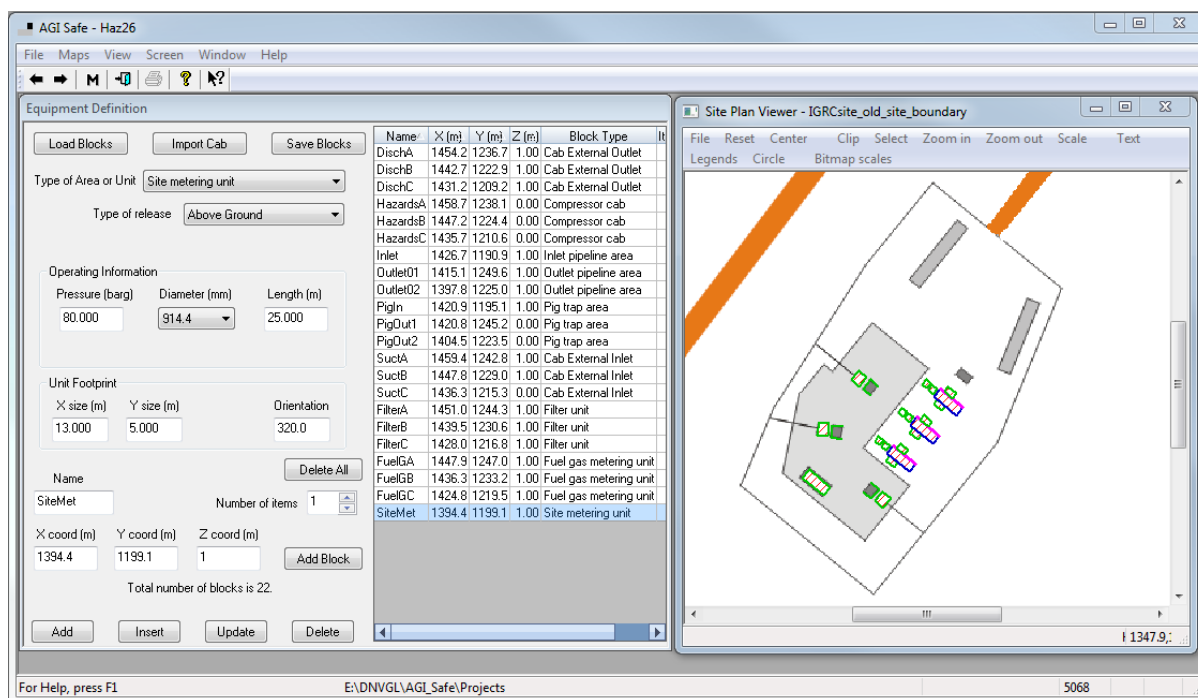 AGI Safe - Haz26
File Maps View Screen Window Help
M
Equipment Definition
Load Blocks Import Cab Save Blocks
Type of Area or Unit Site metering unit
Type of release Above Ground
Operating Information
Pressure (barg) Diameter (mm) Length (m)
80.000 914.4 25.000
Unit Footprint
X size (m) Y size (m) Orientation
13.000 5.000 320.0
Delete All
Name
SiteMet Number of items 1
X coord (m) Y coord (m) Z coord (m)
1394.4 1199.1 1 Add Block
Total number of blocks is 22.
Add Insert Update Delete
Name X (m) Y (m) Z (m) Block Type It
DischA 1454.2 1236.7 1.00 Cab External Outlet
DischB 1442.7 1222.9 1.00 Cab External Outlet
DischC 1431.2 1209.2 1.00 Cab External Outlet
HazardsA 1458.7 1238.1 0.00 Compressor cab
HazardsB 1447.2 1224.4 0.00 Compressor cab
HazardsC 1435.7 1210.6 0.00 Compressor cab
Inlet 1426.7 1190.9 1.00 Inlet pipeline area
Outlet01 1415.1 1249.6 1.00 Outlet pipeline area
Outlet02 1397.8 1225.0 1.00 Outlet pipeline area
PigIn 1420.9 1195.1 1.00 Pig trap area
PigOut1 1420.8 1245.2 0.00 Pig trap area
PigOut2 1404.5 1223.5 0.00 Pig trap area
SuctA 1459.4 1242.8 1.00 Cab External Inlet
SuctB 1447.8 1229.0 1.00 Cab External Inlet
SuctC 1436.3 1215.3 0.00 Cab External Inlet
FilterA 1451.0 1244.3 1.00 Filter unit
FilterB 1439.5 1230.6 1.00 Filter unit
FilterC 1428.0 1216.8 1.00 Filter unit
FuelGA 1447.9 1247.0 1.00 Fuel gas metering unit
FuelGB 1436.3 1233.2 1.00 Fuel gas metering unit
FuelGC 1424.8 1219.5 1.00 Fuel gas metering unit
SiteMet 1394.4 1199.1 1.00 Site metering unit
Site Plan Viewer - IGRCsite_old_site_boundary
File Reset Center Clip Select Zoom in Zoom out Scale Text
Legends Circle Bitmap scales
1347.9,
For Help, press F1 E:\DNVGL\AGI_Safe\Projects 5068